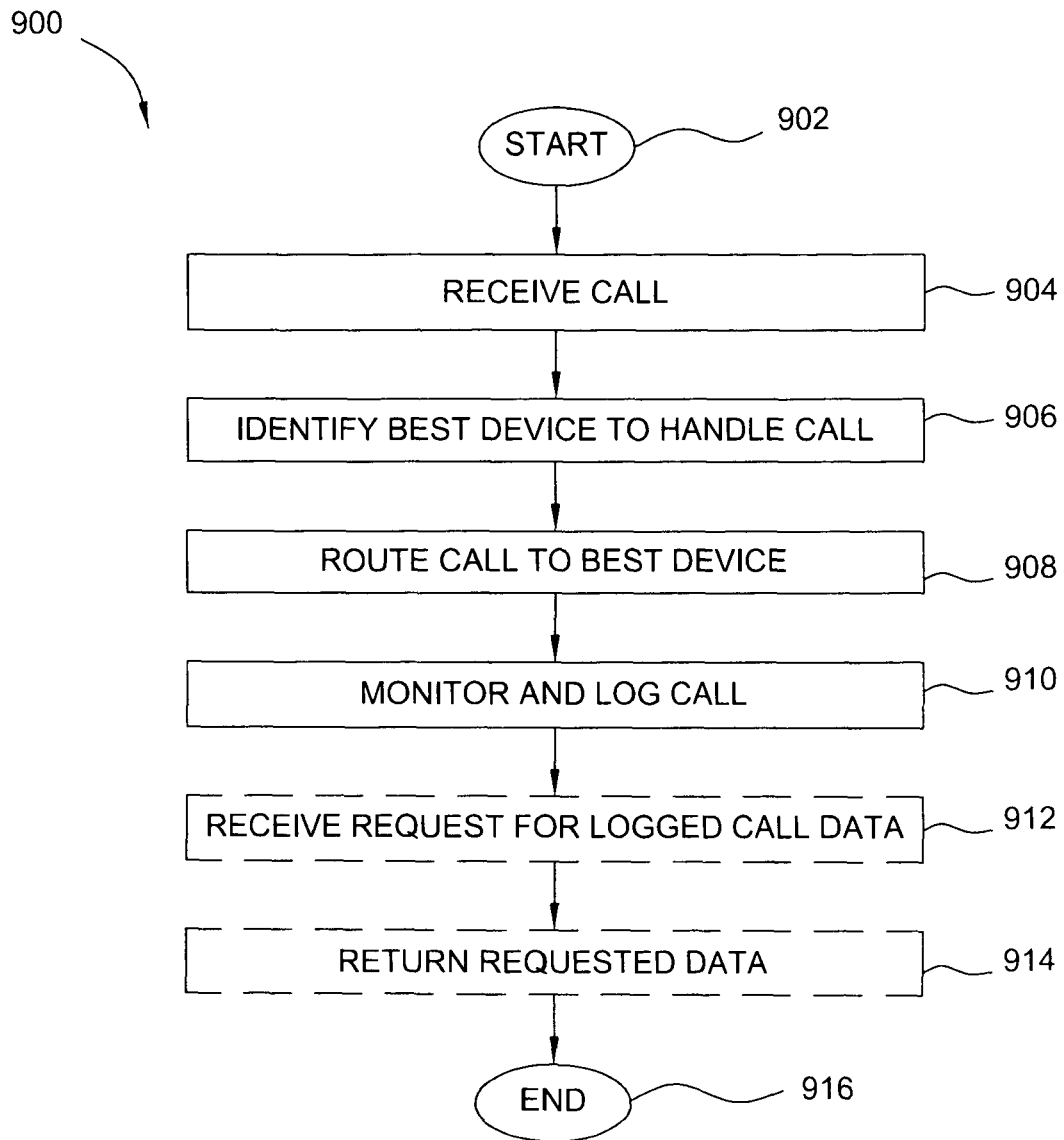 900
START
902
RECEIVE CALL
904
IDENTIFY BEST DEVICE TO HANDLE CALL
906
ROUTE CALL TO BEST DEVICE
908
MONITOR AND LOG CALL
910
RECEIVE REQUEST FOR LOGGED CALL DATA
912
RETURN REQUESTED DATA
914
END
916